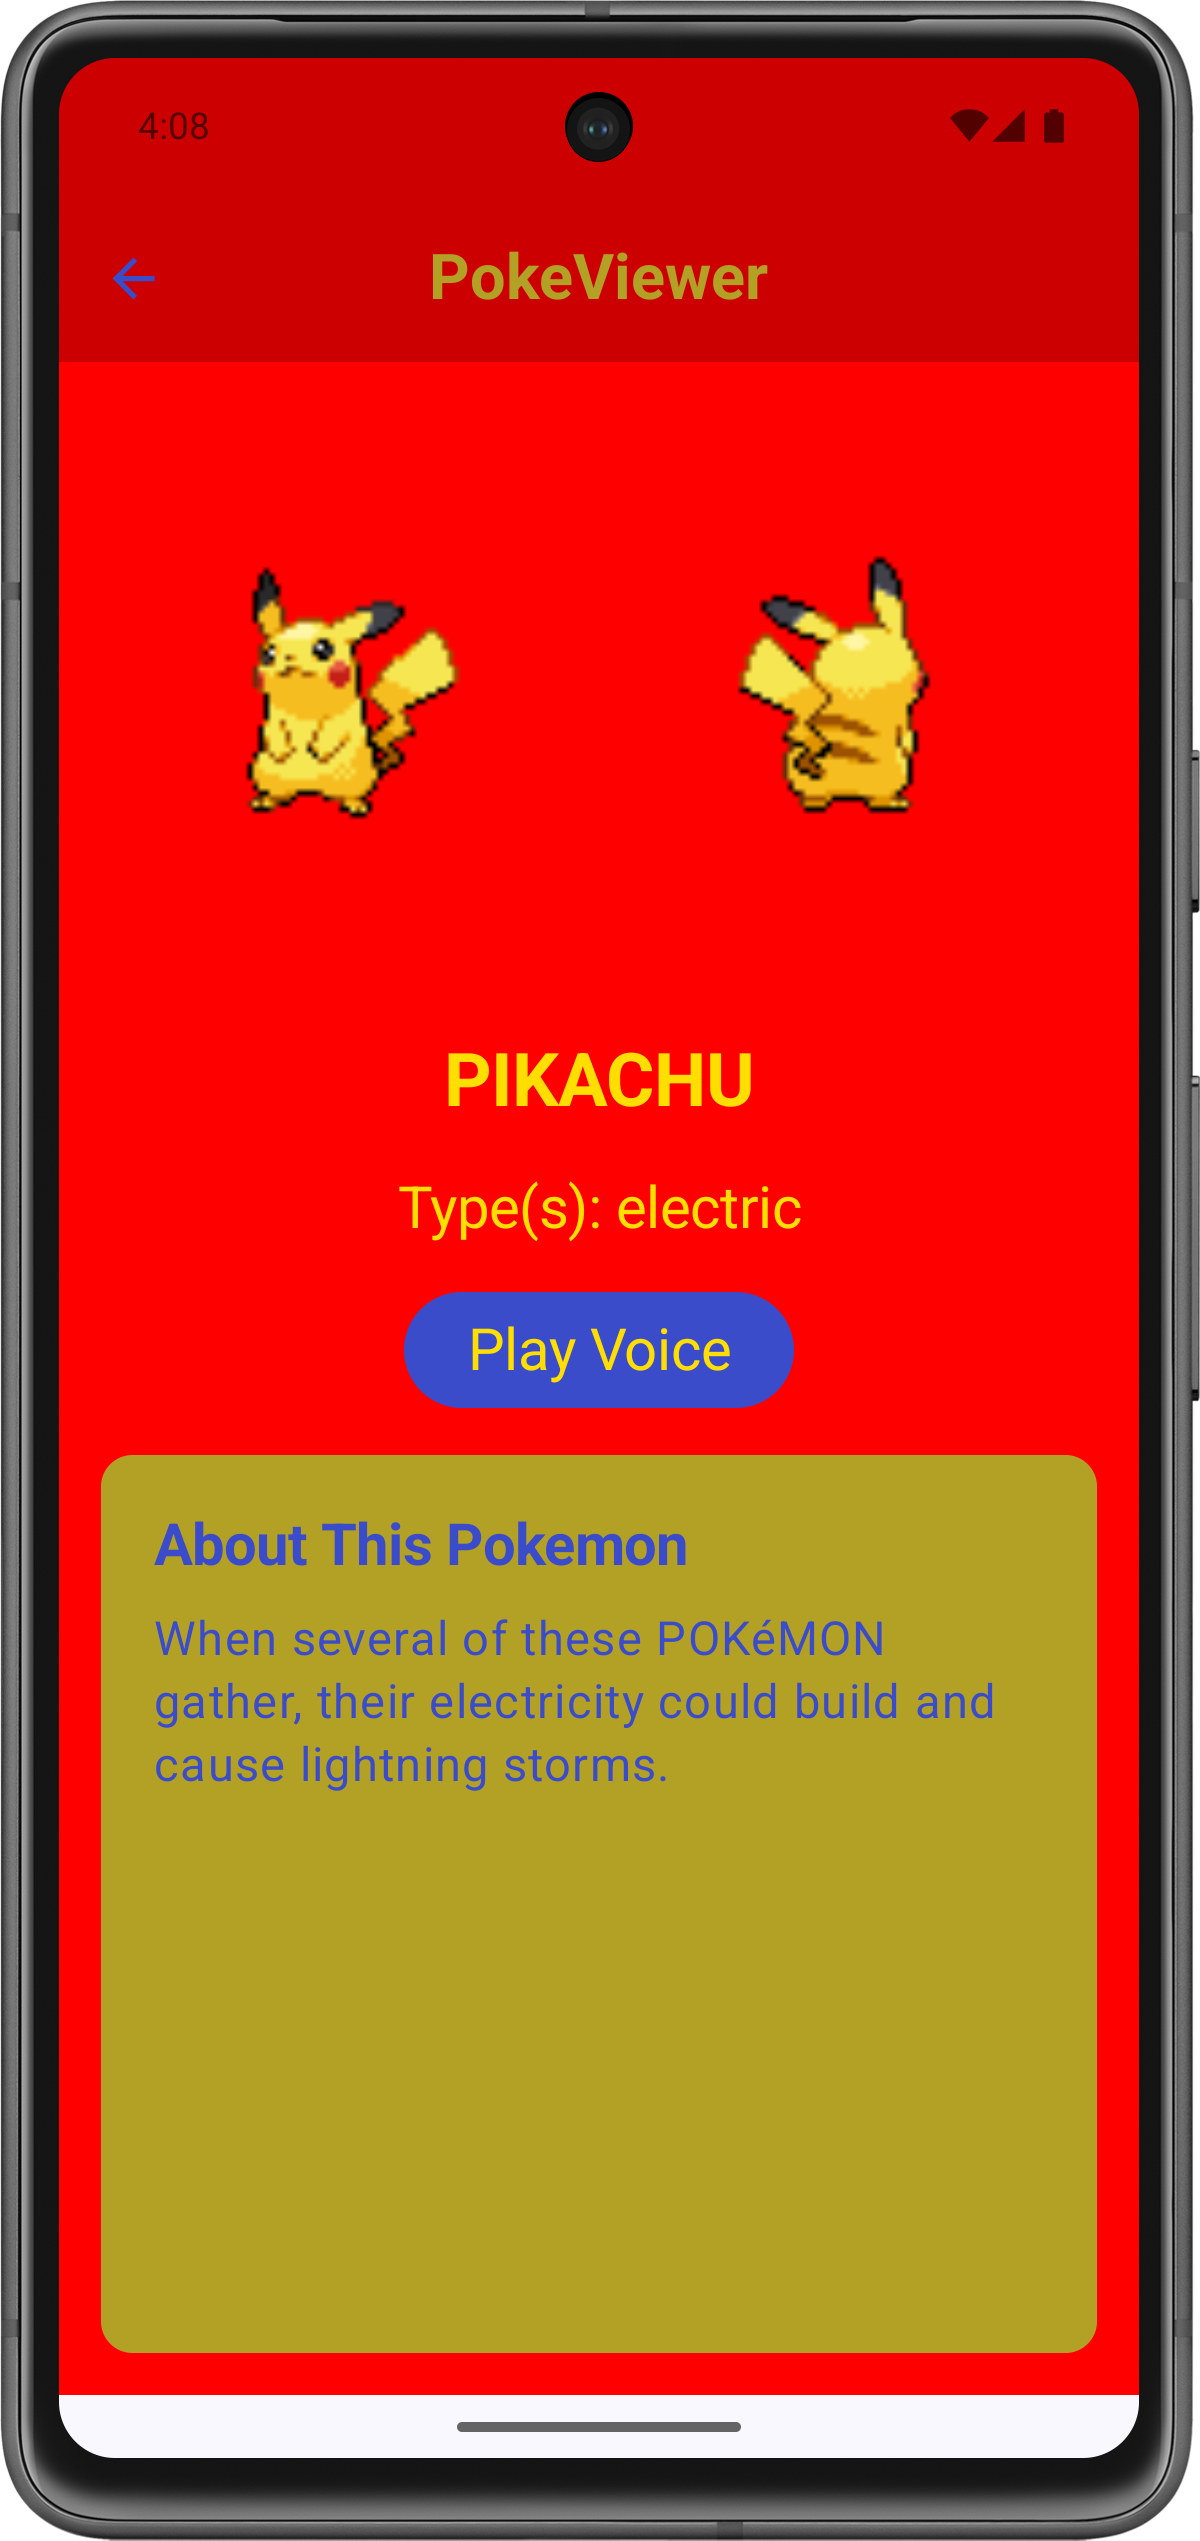 4:08
PokeViewer
PIKACHU
Type(s): electric
Play Voice
About This Pokemon
When several of these POKéMON
gather, their electricity could build and
cause lightning storms.